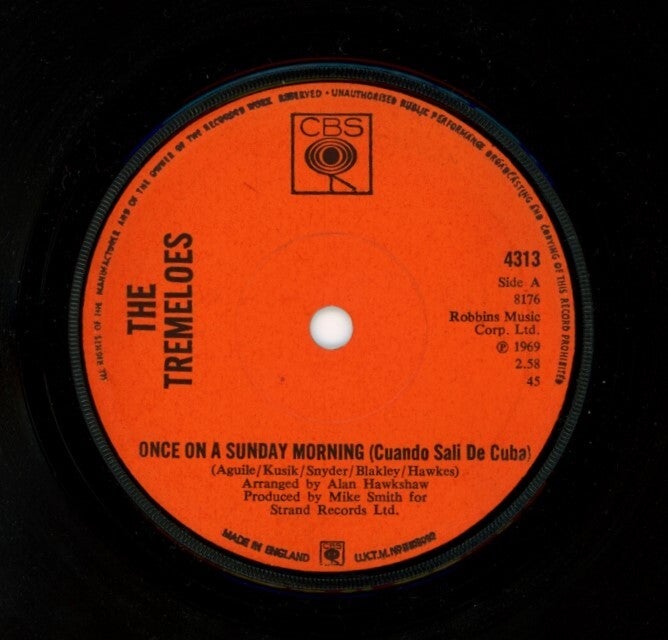 ALL RIGHTS OF THE MANUFACTURER AND OF THE OWNER OF THE RECORDED WORK RESERVED · UNAUTHORISED PUBLIC PERFORMANCE BROADCASTING AND COPYING OF THIS RECORD PROHIBITED
CBS
THE
TREMELOES
4313
Side A
8176
Robbins Music
Corp. Ltd.
℗ 1969
2.58
45
ONCE ON A SUNDAY MORNING (Cuando Sali De Cuba)
(Aguile/Kusik/Snyder/Blakley/Hawkes)
Arranged by Alan Hawkshaw
Produced by Mike Smith for
Strand Records Ltd.
MADE IN ENGLAND CBS U.K.T.M.